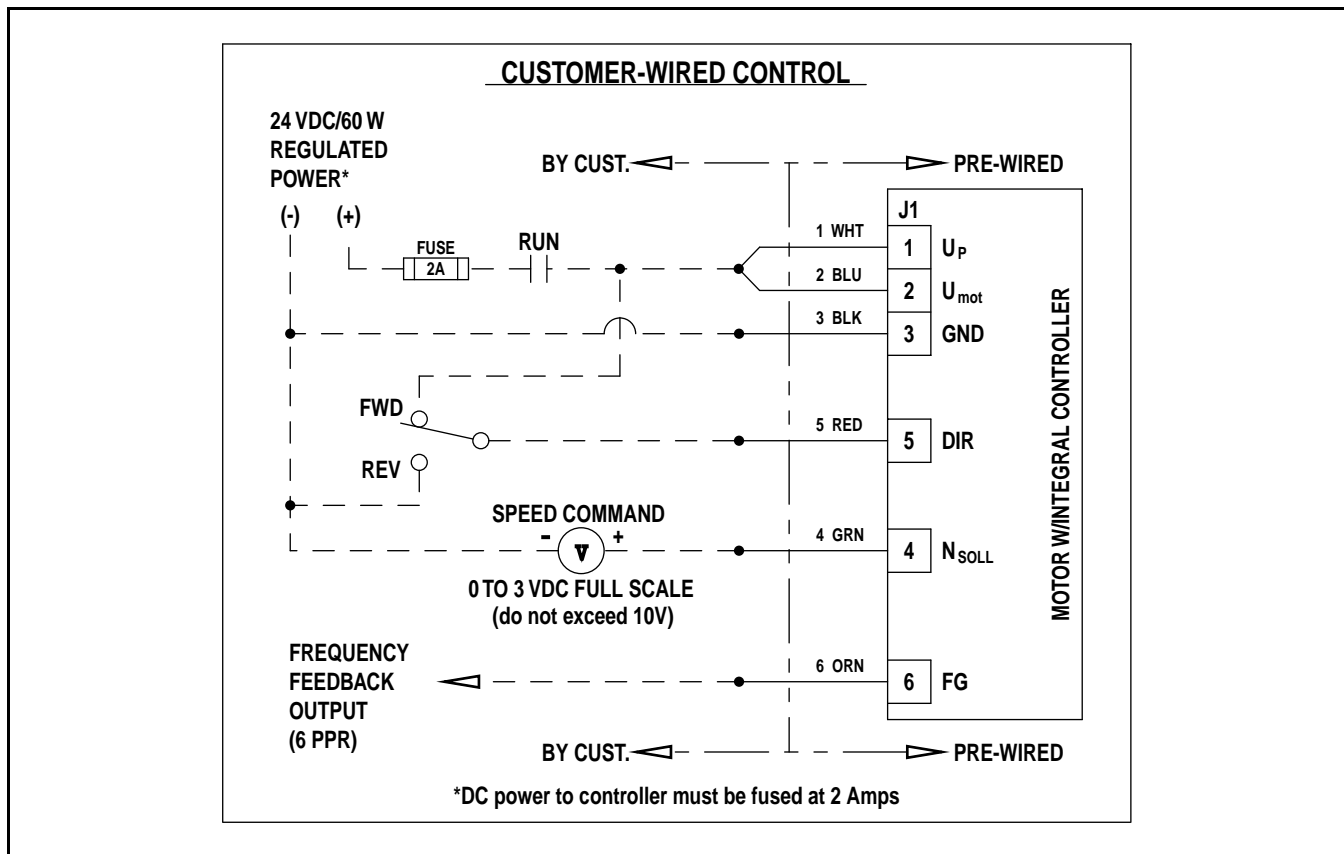 CUSTOMER-WIRED CONTROL
24 VDC/60 W
REGULATED
POWER*
(-) (+)
BY CUST.
PRE-WIRED
FUSE
2A
RUN
J1
1 WHT
1 U_P
2 BLU
2 U_mot
3 BLK
3 GND
FWD
REV
5 RED
5 DIR
SPEED COMMAND
- V +
0 TO 3 VDC FULL SCALE
(do not exceed 10V)
4 GRN
4 N_SOLL
MOTOR W/INTEGRAL CONTROLLER
FREQUENCY
FEEDBACK
OUTPUT
(6 PPR)
6 ORN
6 FG
BY CUST.
PRE-WIRED
*DC power to controller must be fused at 2 Amps